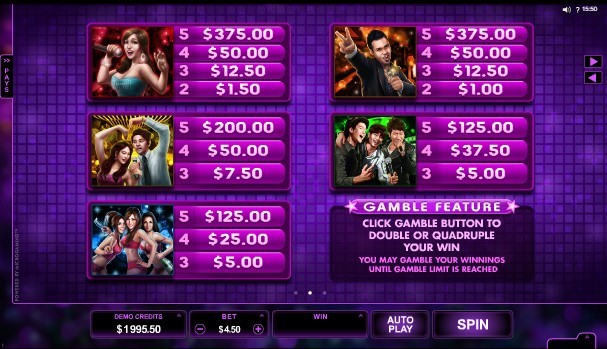 ? 15:50
>> PAYS
5 $375.00
4 $50.00
3 $12.50
2 $1.50
5 $375.00
4 $50.00
3 $12.50
2 $1.00
5 $200.00
4 $50.00
3 $7.50
5 $125.00
4 $37.50
3 $5.00
5 $125.00
4 $25.00
3 $5.00
GAMBLE FEATURE
CLICK GAMBLE BUTTON TO
DOUBLE OR QUADRUPLE
YOUR WIN
YOU MAY GAMBLE YOUR WINNINGS
UNTIL GAMBLE LIMIT IS REACHED
POWERED BY MICROGAMING™
DEMO CREDITS
$1995.50
BET
$4.50
WIN
AUTO
PLAY
SPIN